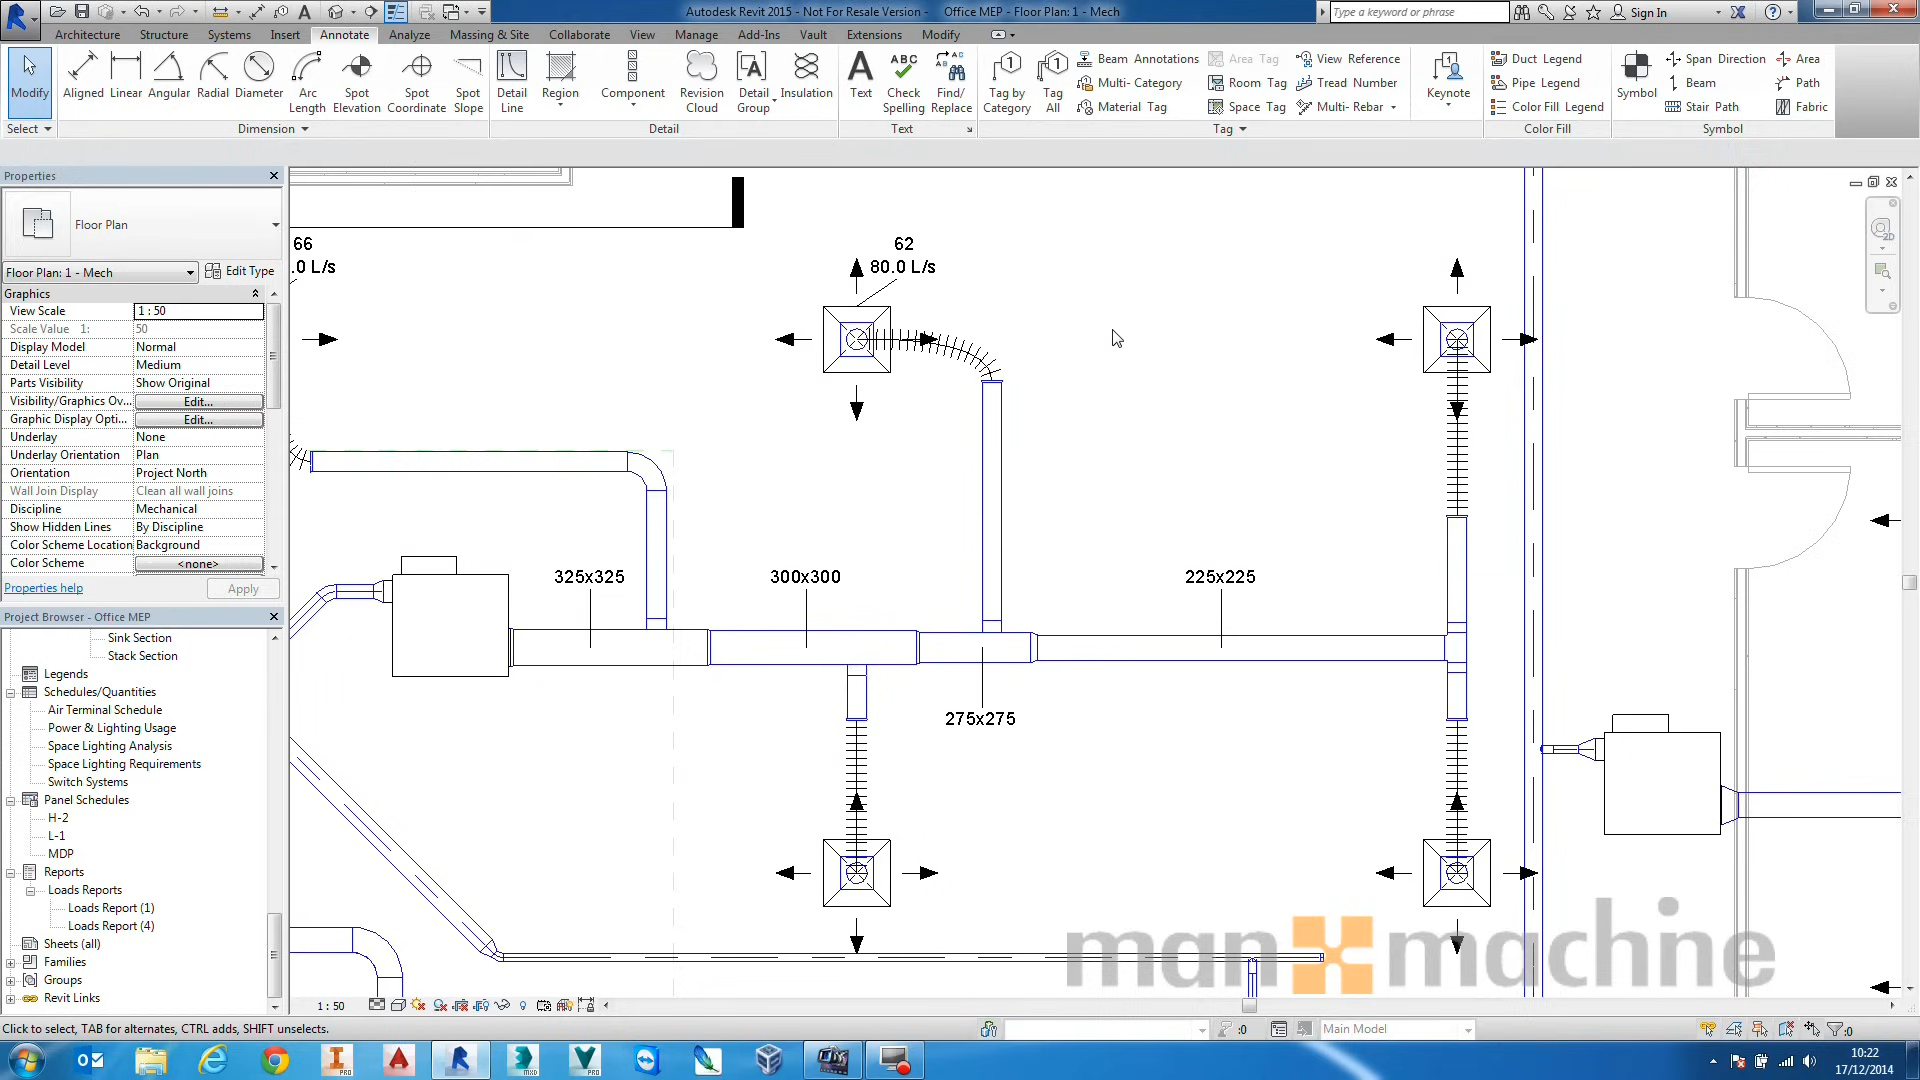 Autodesk Revit 2015 - Not For Resale Version - Office MEP - Floor Plan: 1 - Mech
Type a keyword or phrase
Sign In
Architecture Structure Systems Insert Annotate Analyze Massing & Site Collaborate View Manage Add-Ins Vault Extensions Modify
Modify
Aligned
Linear
Angular
Radial
Diameter
Arc
Length
Spot
Elevation
Spot
Coordinate
Spot
Slope
Detail
Line
Region
Component
Revision
Cloud
Detail
Group
Insulation
Text
ABC
Check
Spelling
Find/
Replace
Tag by
Category
Tag
All
Beam Annotations
Multi- Category
Material Tag
Area Tag
Room Tag
Space Tag
View Reference
Tread Number
Multi- Rebar
Keynote
Duct Legend
Pipe Legend
Color Fill Legend
Symbol
Span Direction
Beam
Stair Path
Area
Path
Fabric
Select
Dimension
Detail
Text
Tag
Color Fill
Symbol
Properties
Floor Plan
Floor Plan: 1 - Mech
Edit Type
Graphics
View Scale 1 : 50
Scale Value 1: 50
Display Model Normal
Detail Level Medium
Parts Visibility Show Original
Visibility/Graphics Ov... Edit...
Graphic Display Opti... Edit...
Underlay None
Underlay Orientation Plan
Orientation Project North
Wall Join Display Clean all wall joins
Discipline Mechanical
Show Hidden Lines By Discipline
Color Scheme Location Background
Color Scheme <none>
Properties help
Apply
Project Browser - Office MEP
Sink Section
Stack Section
Legends
Schedules/Quantities
Air Terminal Schedule
Power & Lighting Usage
Space Lighting Analysis
Space Lighting Requirements
Switch Systems
Panel Schedules
H-2
L-1
MDP
Reports
Loads Reports
Loads Report (1)
Loads Report (4)
Sheets (all)
Families
Groups
Revit Links
66
.0 L/s
62
80.0 L/s
2D
325x325
300x300
225x225
275x275
man machine
1 : 50
Click to select, TAB for alternates, CTRL adds, SHIFT unselects.
:0
Main Model
:0
10:22
17/12/2014